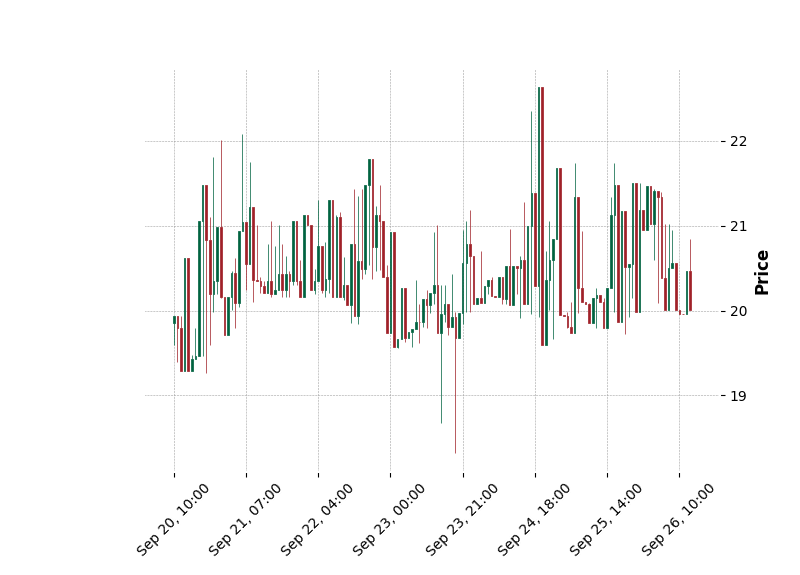 22
21
20
19
Price
Sep 20, 10:00
Sep 21, 07:00
Sep 22, 04:00
Sep 23, 00:00
Sep 23, 21:00
Sep 24, 18:00
Sep 25, 14:00
Sep 26, 10:00